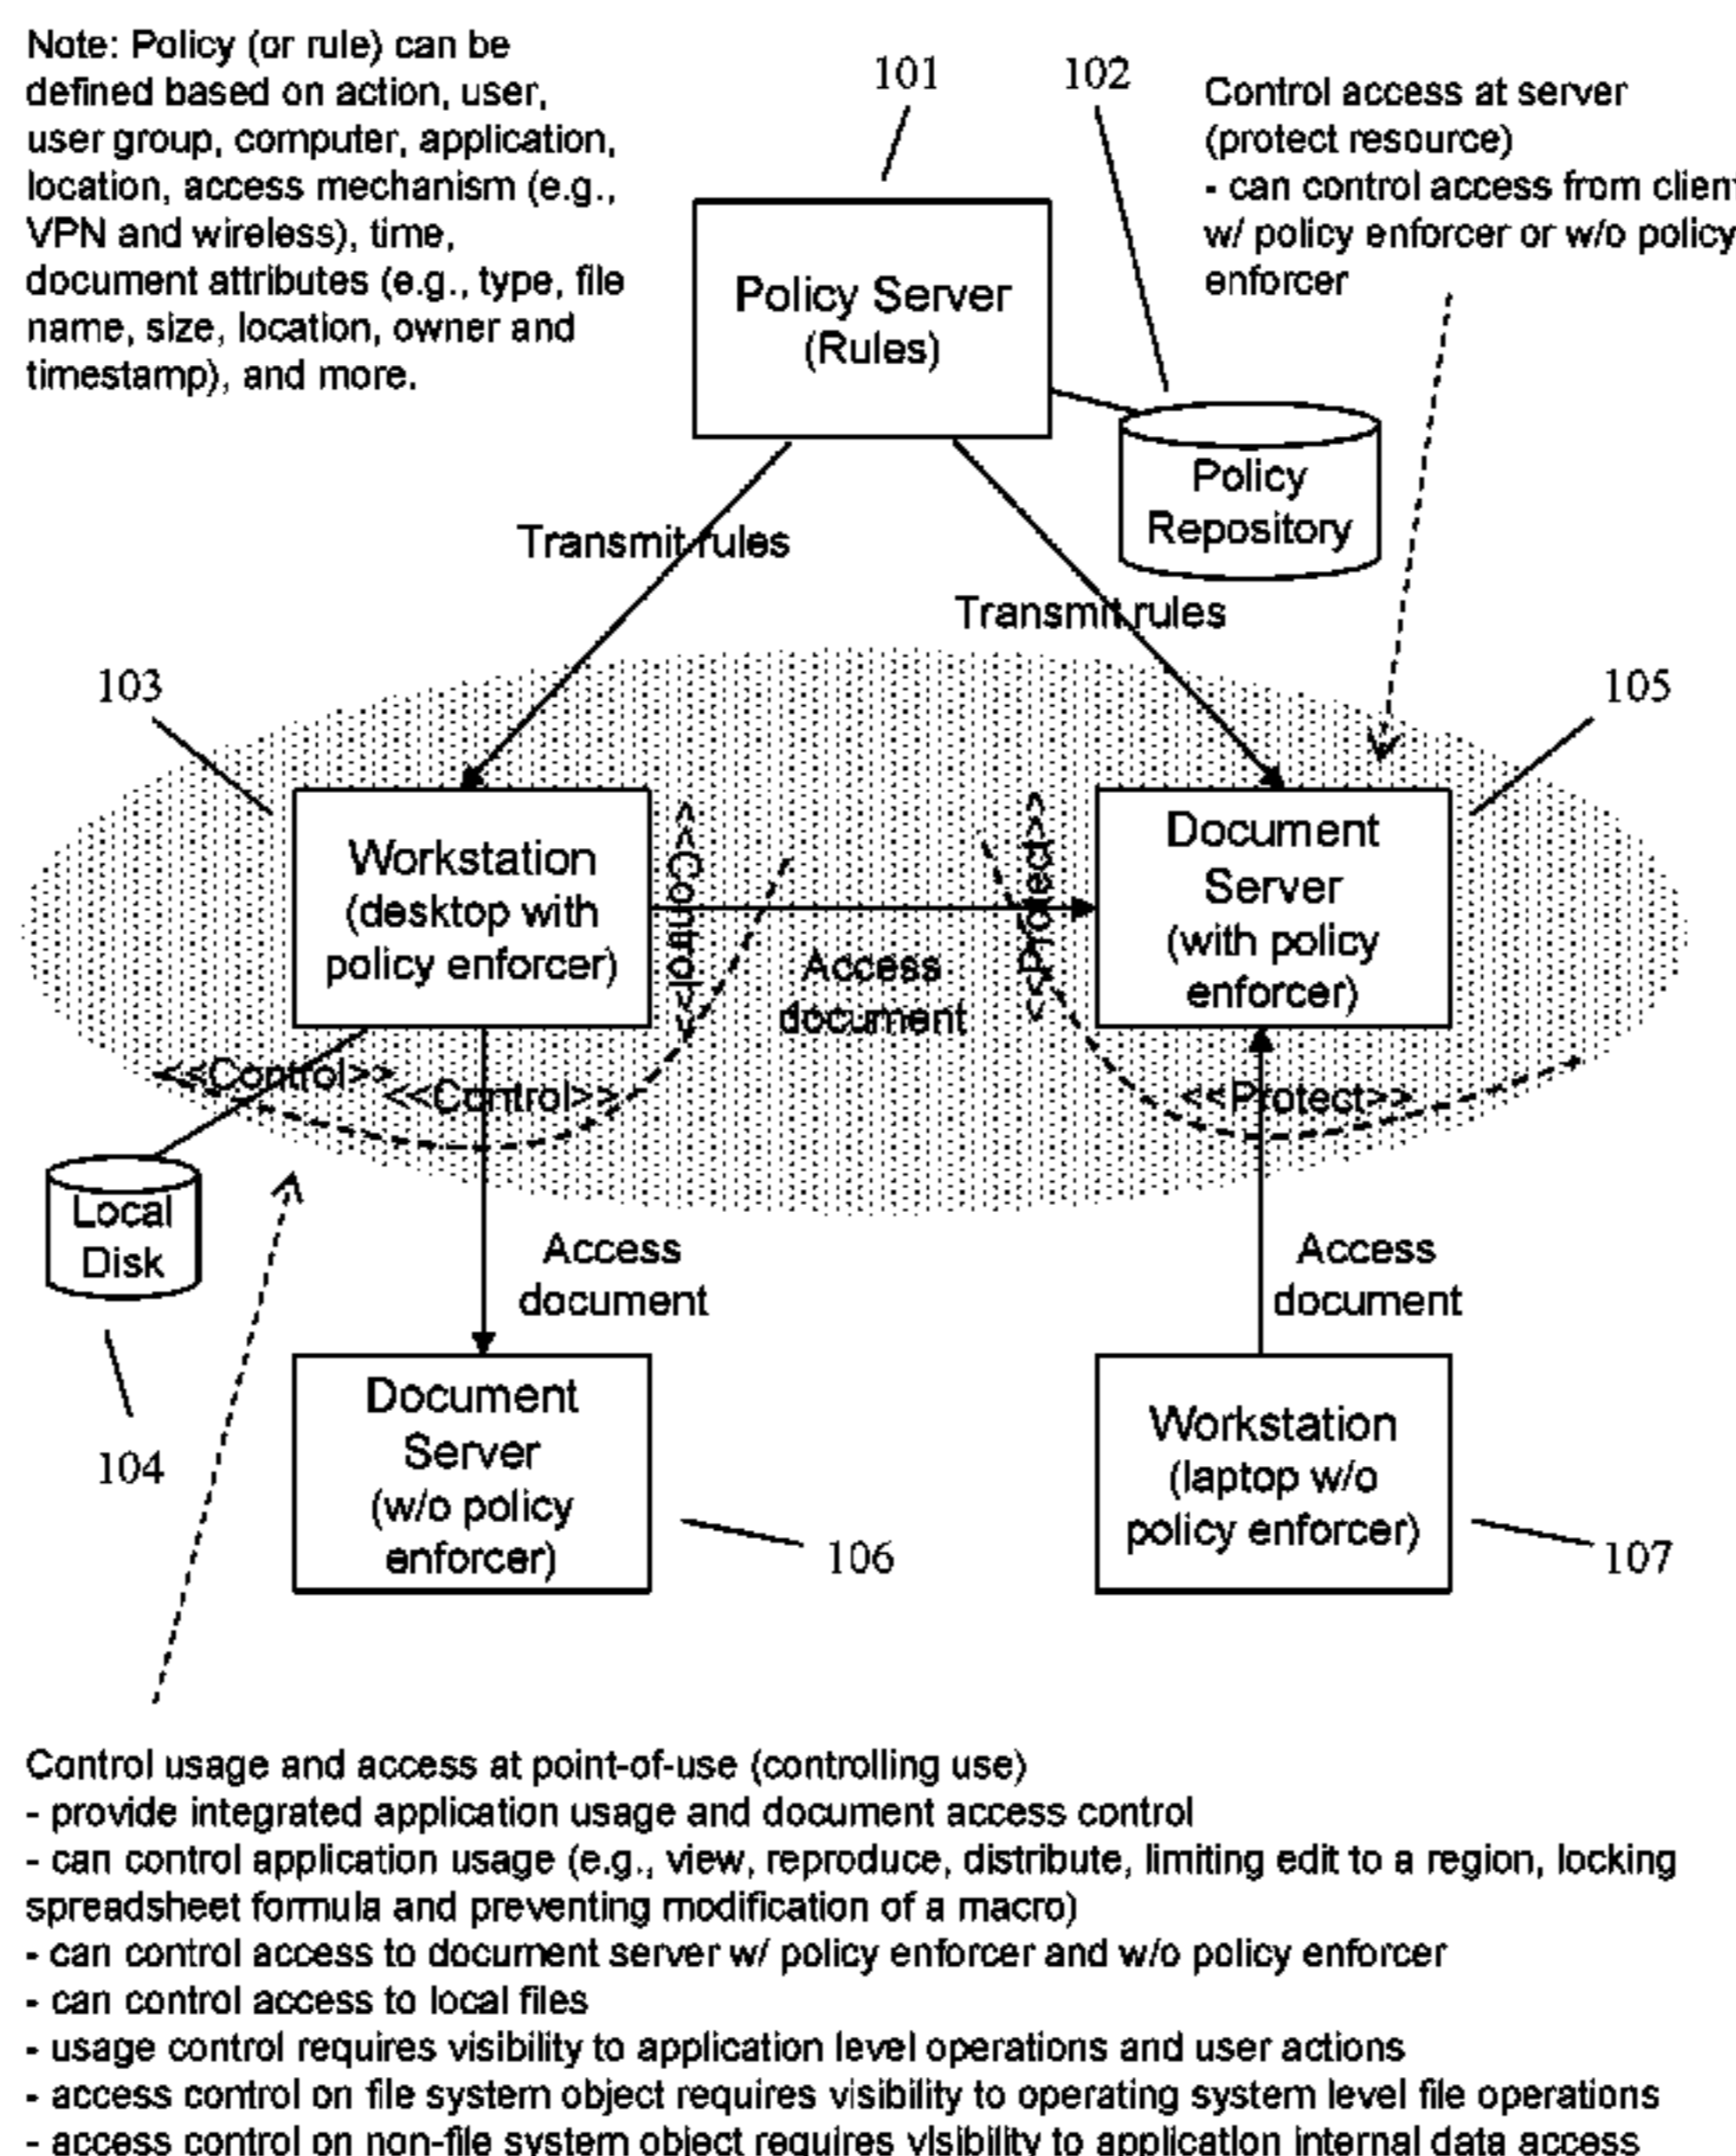 Note: Policy (or rule) can be
defined based on action, user,
user group, computer, application,
location, access mechanism (e.g.,
VPN and wireless), time,
document attributes (e.g., type, file
name, size, location, owner and
timestamp), and more.
101
102
Control access at server
(protect resource)
- can control access from client
w/ policy enforcer or w/o policy
enforcer
Policy Server
(Rules)
Policy
Repository
Transmit rules
Transmit rules
103
105
Workstation
(desktop with
policy enforcer)
<<Control>>
Access
document
<<Protect>>
Document
Server
(with policy
enforcer)
<<Control>>
<<Control>>
<<Protect>>
Local
Disk
Access
document
Access
document
104
Document
Server
(w/o policy
enforcer)
106
Workstation
(laptop w/o
policy enforcer)
107
Control usage and access at point-of-use (controlling use)
- provide integrated application usage and document access control
- can control application usage (e.g., view, reproduce, distribute, limiting edit to a region, locking
spreadsheet formula and preventing modification of a macro)
- can control access to document server w/ policy enforcer and w/o policy enforcer
- can control access to local files
- usage control requires visibility to application level operations and user actions
- access control on file system object requires visibility to operating system level file operations
- access control on non-file system object requires visibility to application internal data access